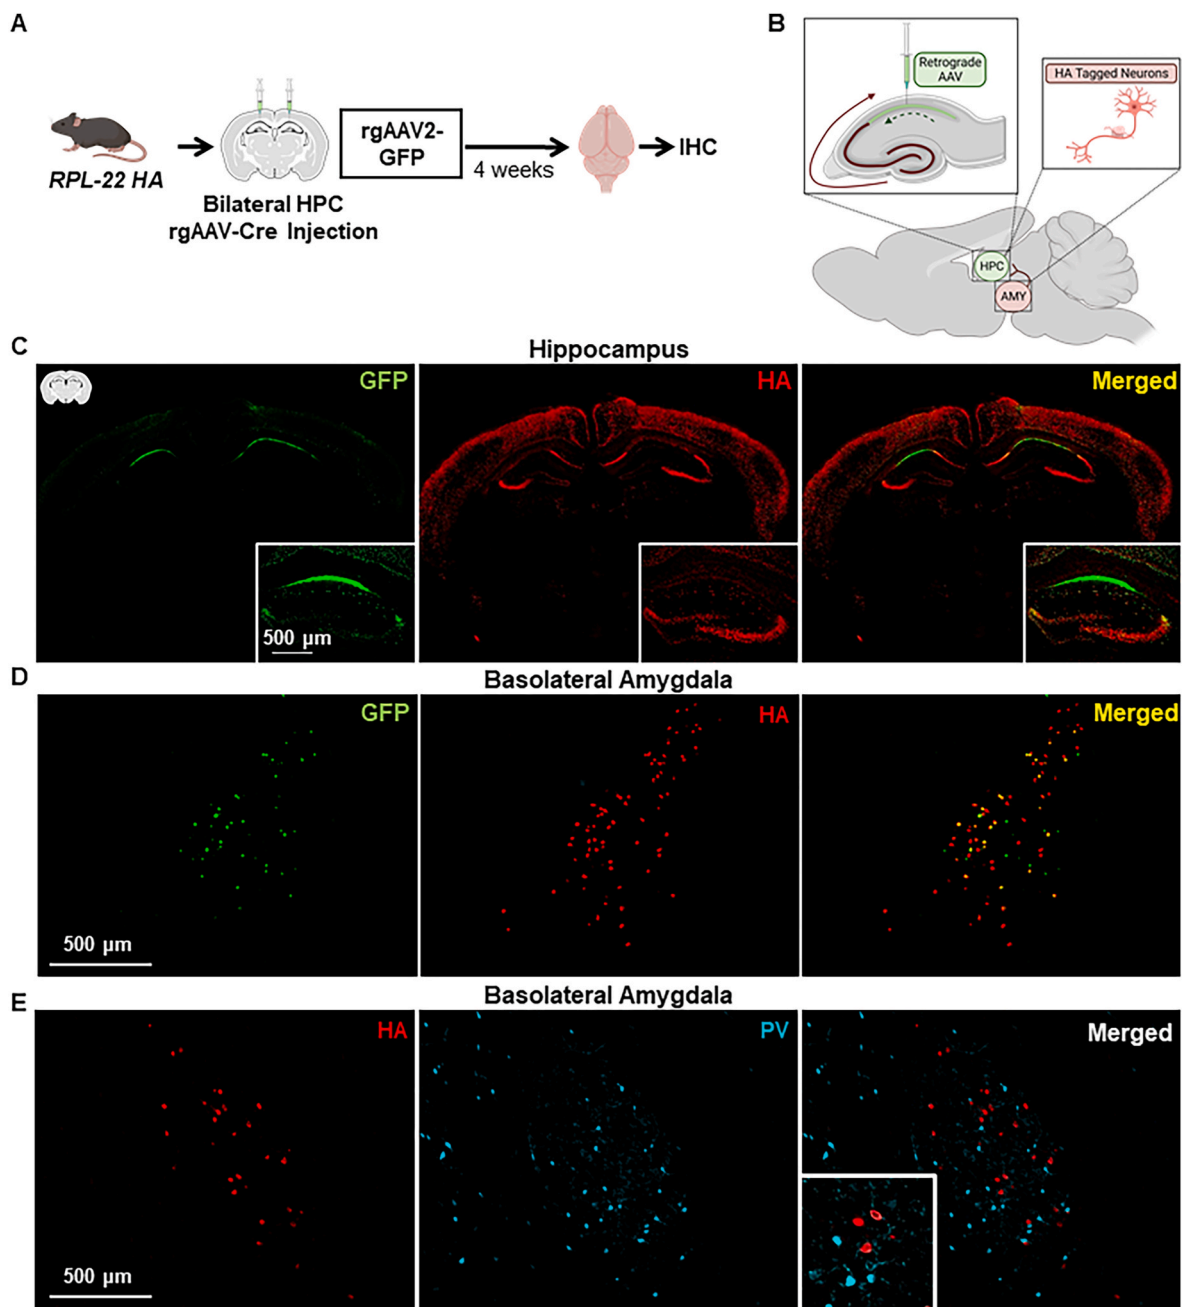 A
RPL-22 HA
Bilateral HPC
rgAAV-Cre Injection
rgAAV2-
GFP
4 weeks
IHC
B
Retrograde
AAV
HA Tagged Neurons
HPC
AMY
C
Hippocampus
GFP
500 µm
HA
Merged
D
Basolateral Amygdala
GFP
500 µm
HA
Merged
E
Basolateral Amygdala
HA
500 µm
PV
Merged